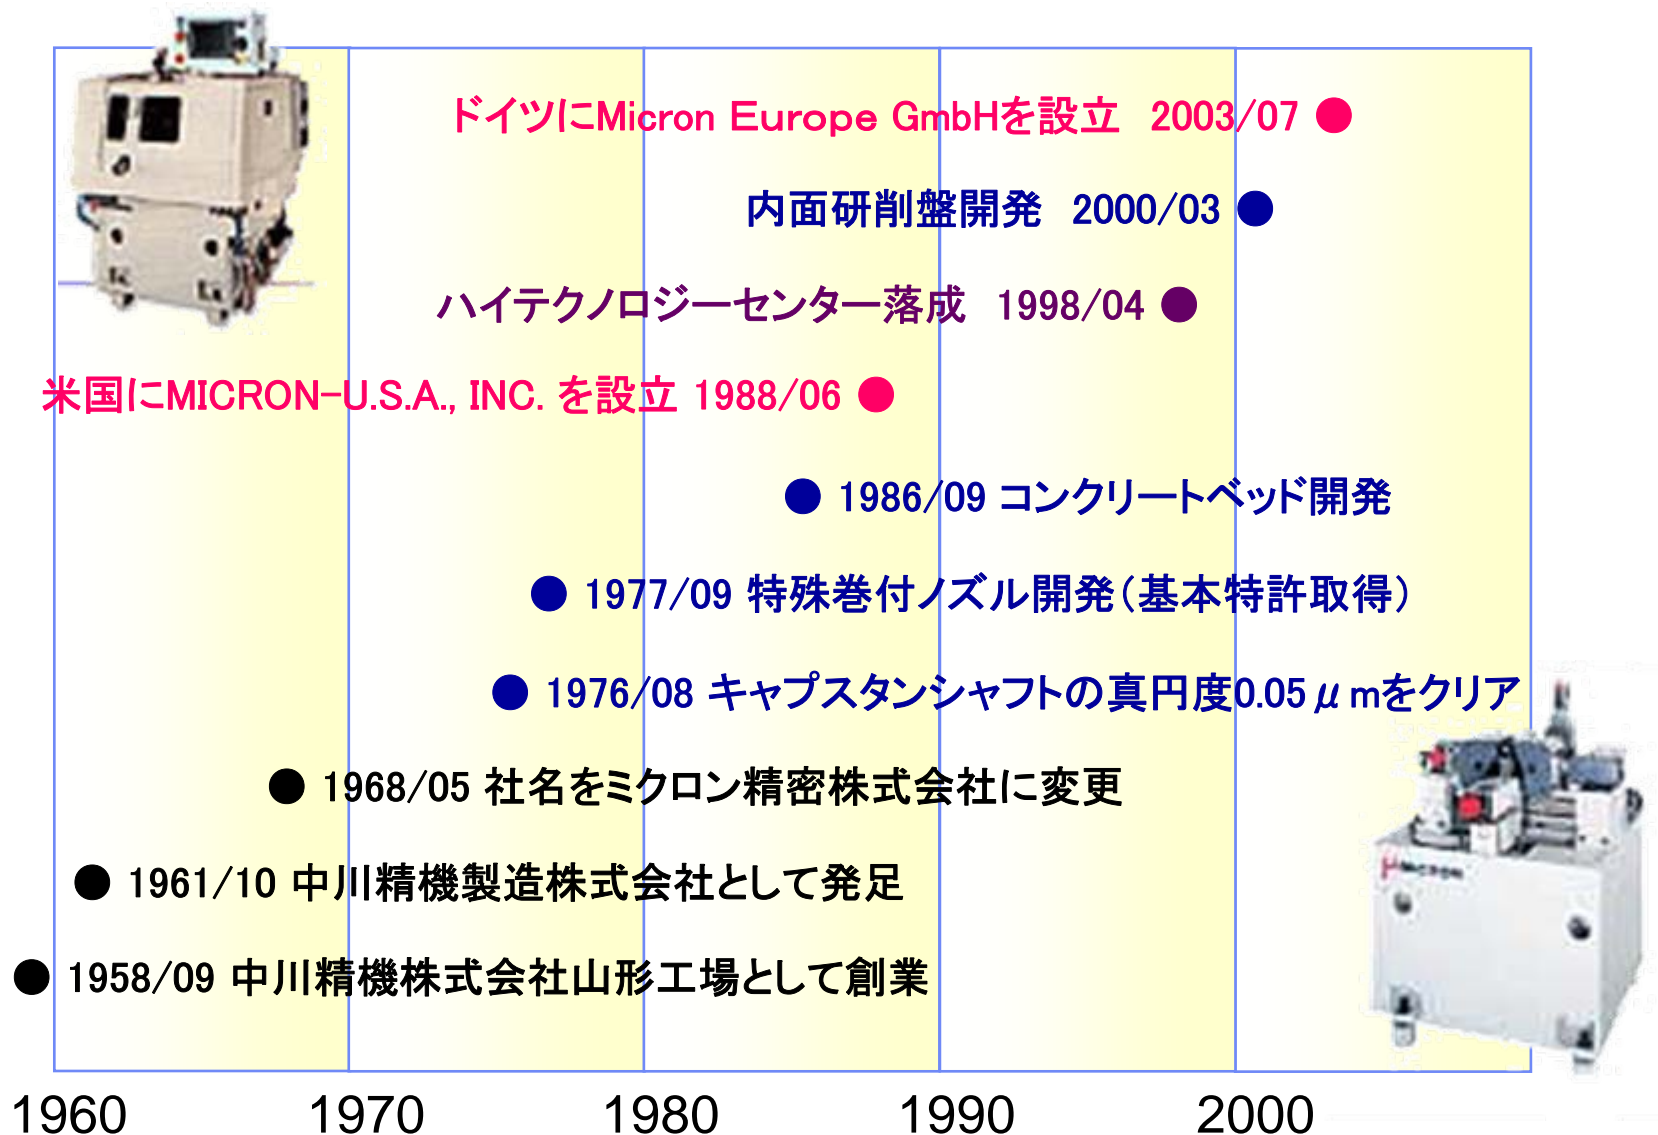 ドイツにMicron Europe GmbHを設立 2003/07
内面研削盤開発 2000/03
ハイテクノロジーセンター落成 1998/04
米国にMICRON-U.S.A., INC. を設立 1988/06
1986/09 コンクリートベッド開発
1977/09 特殊巻付ノズル開発（基本特許取得）
1976/08 キャプスタンシャフトの真円度0.05μmをクリア
1968/05 社名をミクロン精密株式会社に変更
MICRON
1961/10 中川精機製造株式会社として発足
1958/09 中川精機株式会社山形工場として創業
1960 1970 1980 1990 2000